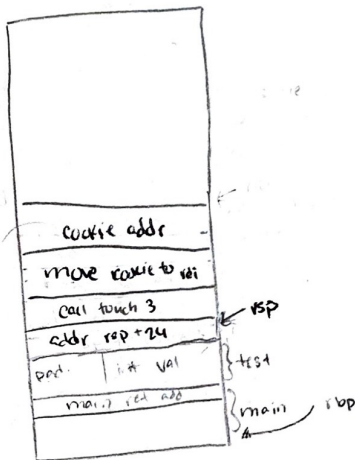 cookie addr
move cookie to rdi
call touch 3
rsp
addr rsp + 24
pad
int val
test
main ret add
main
rbp